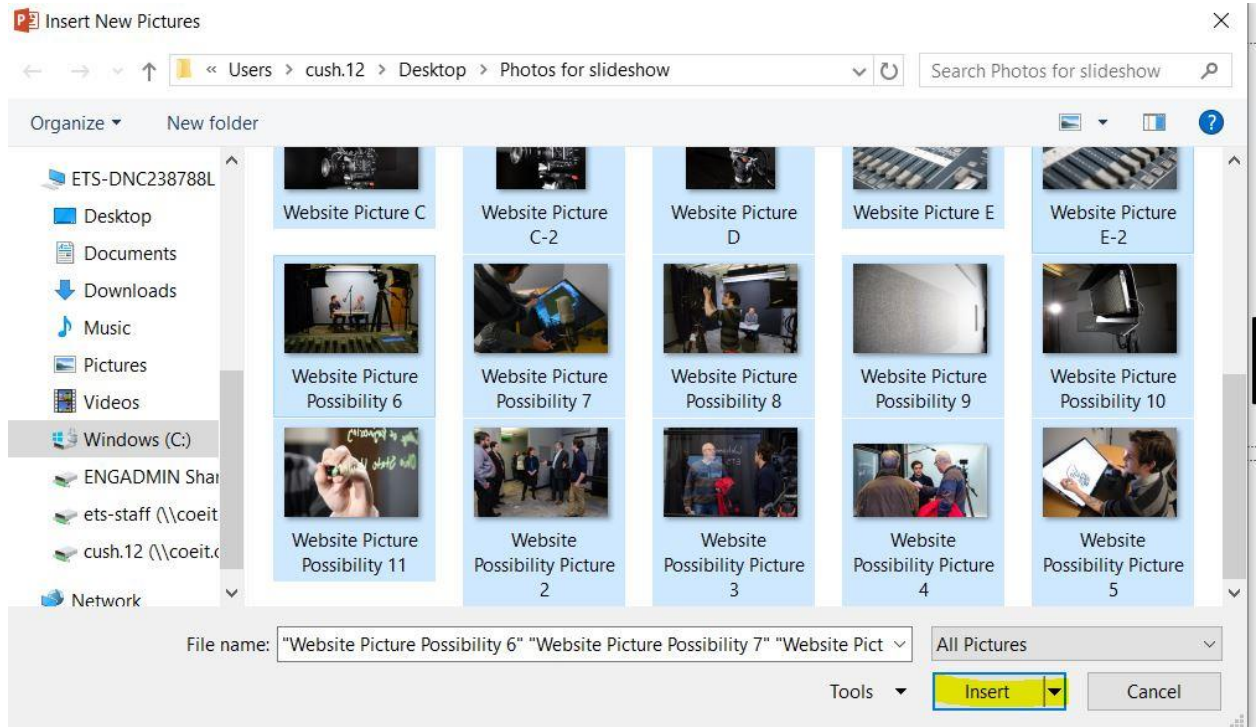 Insert New Pictures
« Users > cush.12 > Desktop > Photos for slideshow
Search Photos for slideshow
Organize
New folder
ETS-DNC238788L
Desktop
Documents
Downloads
Music
Pictures
Videos
Windows (C:)
ENGADMIN Shar
ets-staff (\\coeit
cush.12 (\\coeit.c
Network
Website Picture C
Website Picture
C-2
Website Picture
D
Website Picture E
Website Picture
E-2
Website Picture
Possibility 6
Website Picture
Possibility 7
Website Picture
Possibility 8
Website Picture
Possibility 9
Website Picture
Possibility 10
Website Picture
Possibility 11
Website
Possibility Picture
2
Website
Possibility Picture
3
Website
Possibility Picture
4
Website
Possibility Picture
5
File name:
"Website Picture Possibility 6" "Website Picture Possibility 7" "Website Pict
All Pictures
Tools
Insert
Cancel